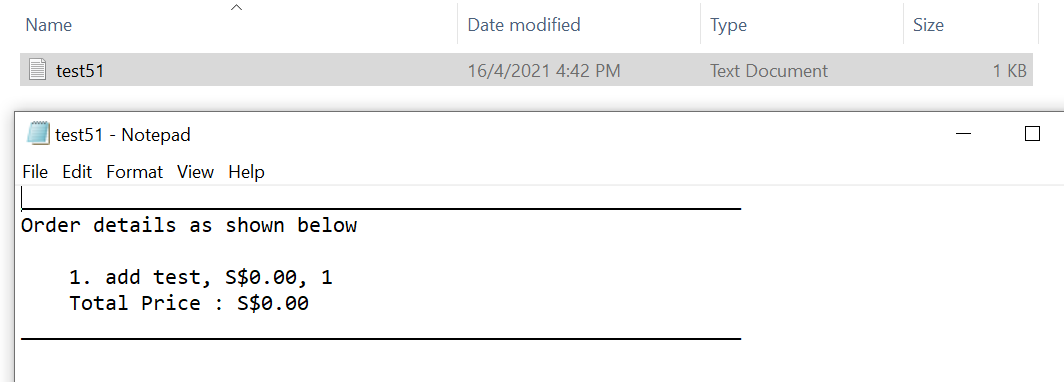 Name Date modified Type Size
test51 16/4/2021 4:42 PM Text Document 1 KB
test51 - Notepad
File Edit Format View Help
Order details as shown below
1. add test, S$0.00, 1
Total Price : S$0.00